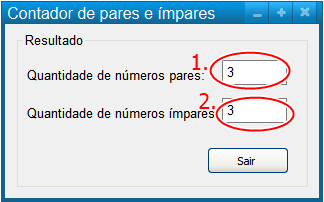 Contador de pares e ímpares
Resultado
1.
Quantidade de números pares: 3
2.
Quantidade de números ímpares 3
Sair